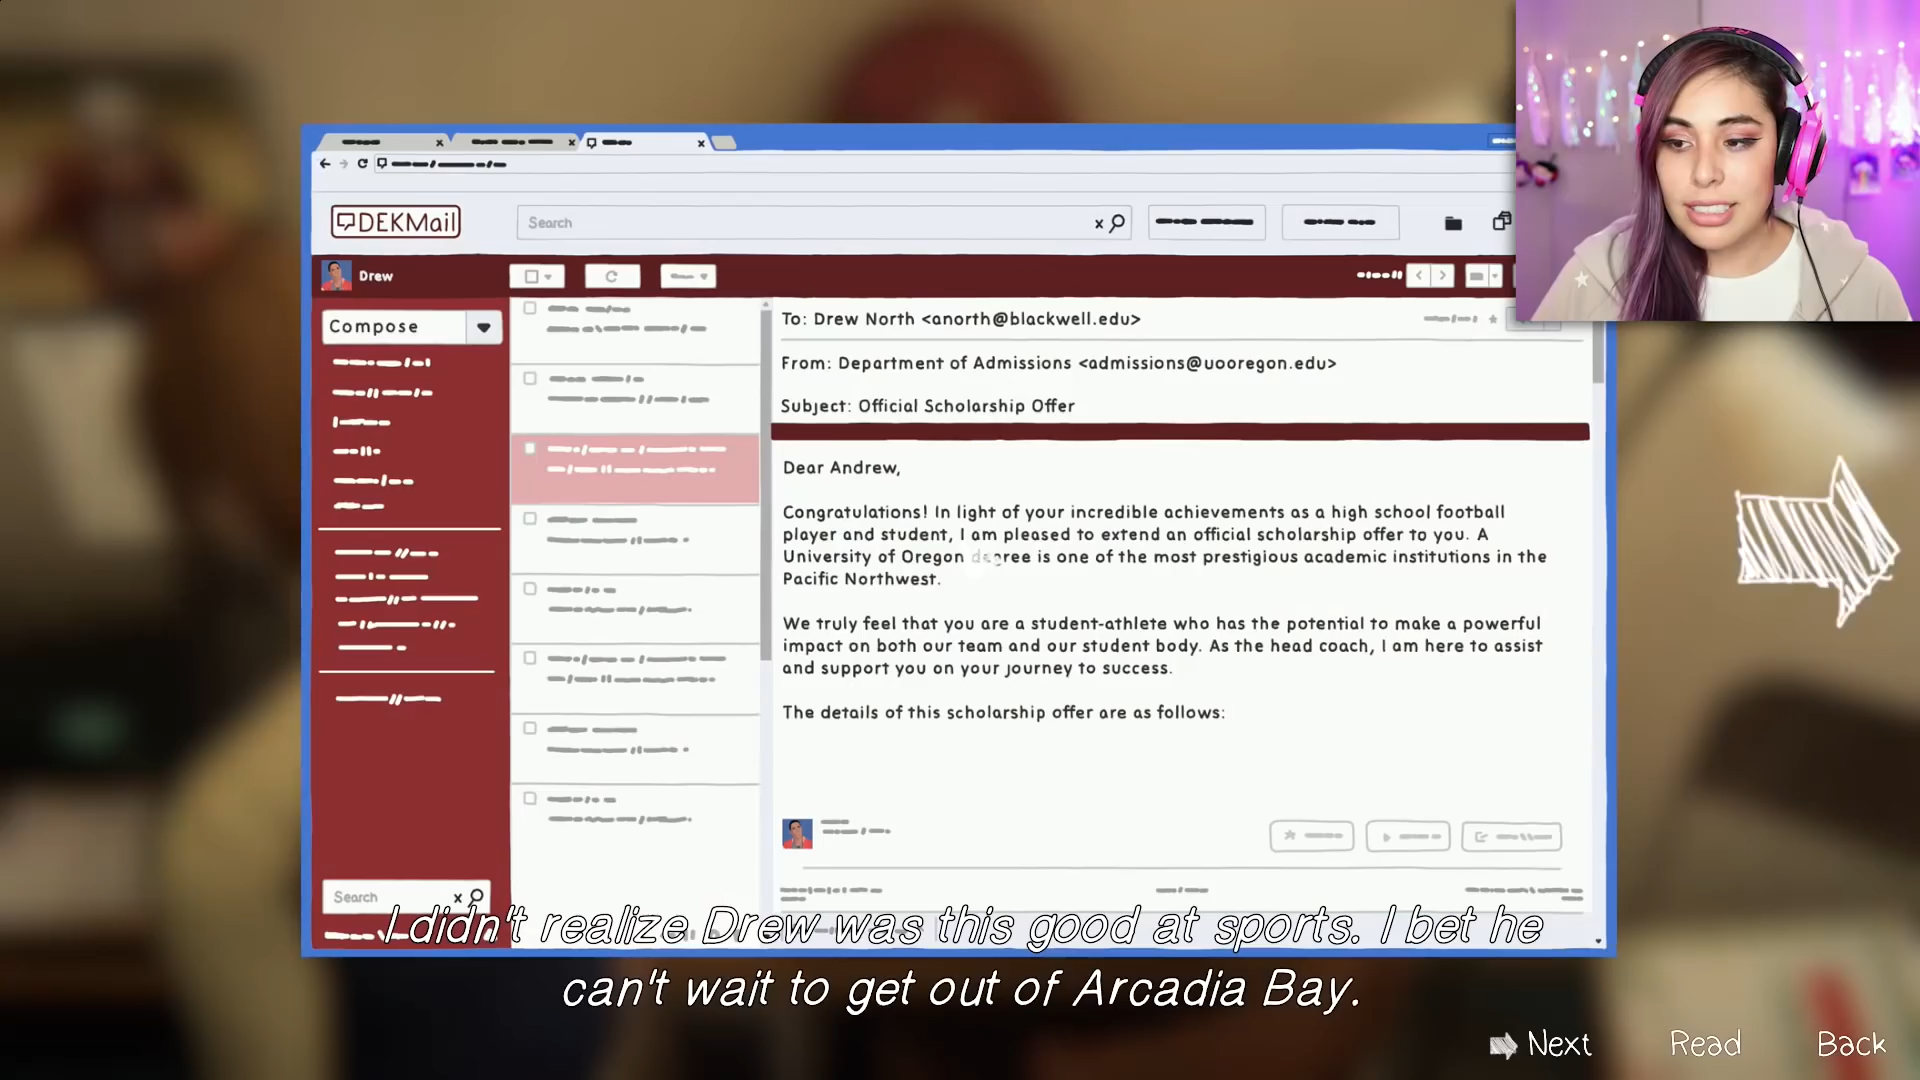 DEKMail
Search
Drew
Compose
To: Drew North <anorth@blackwell.edu>
From: Department of Admissions <admissions@uooregon.edu>
Subject: Official Scholarship Offer
Dear Andrew,
Congratulations! In light of your incredible achievements as a high school football
player and student, I am pleased to extend an official scholarship offer to you. A
University of Oregon degree is one of the most prestigious academic institutions in the
Pacific Northwest.
We truly feel that you are a student-athlete who has the potential to make a powerful
impact on both our team and our student body. As the head coach, I am here to assist
and support you on your journey to success.
The details of this scholarship offer are as follows:
Search
I didn't realize Drew was this good at sports. I bet he
can't wait to get out of Arcadia Bay.
Next Read Back